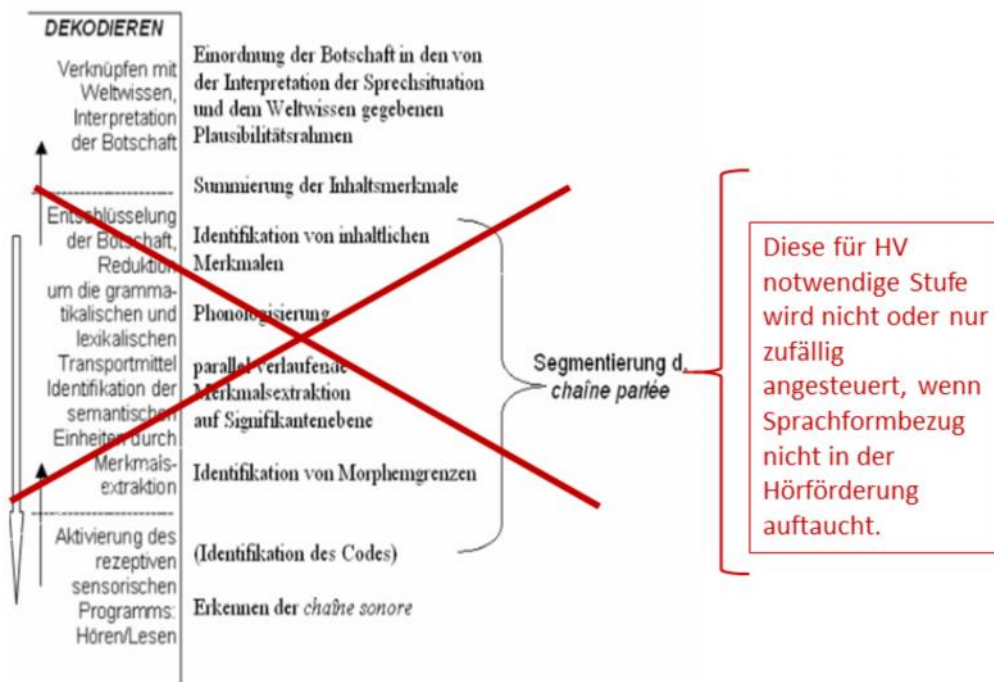 DEKODIEREN
Verknüpfen mit
Weltwissen,
Interpretation
der Botschaft
Einordnung der Botschaft in den von
der Interpretation der Sprechsituation
und dem Weltwissen gegebenen
Plausibilitätsrahmen
Summierung der Inhaltsmerkmale
Entschlüsselung
der Botschaft,
Reduktion
um die gramma-
tikalischen und
lexikalischen
Transportmittel
Identifikation der
semantischen
Einheiten durch
Merkmals-
extraktion
Identifikation von inhaltlichen
Merkmalen
Phonologisierung
parallel verlaufende
Merkmalsextraktion
auf Signifikantenebene
Identifikation von Morphemgrenzen
Segmentierung d.
chaîne parlée
Aktivierung des
rezeptiven
sensorischen
Programms:
Hören/Lesen
(Identifikation des Codes)
Erkennen der chaîne sonore
Diese für HV
notwendige Stufe
wird nicht oder nur
zufällig
angesteuert, wenn
Sprachformbezug
nicht in der
Hörförderung
auftaucht.